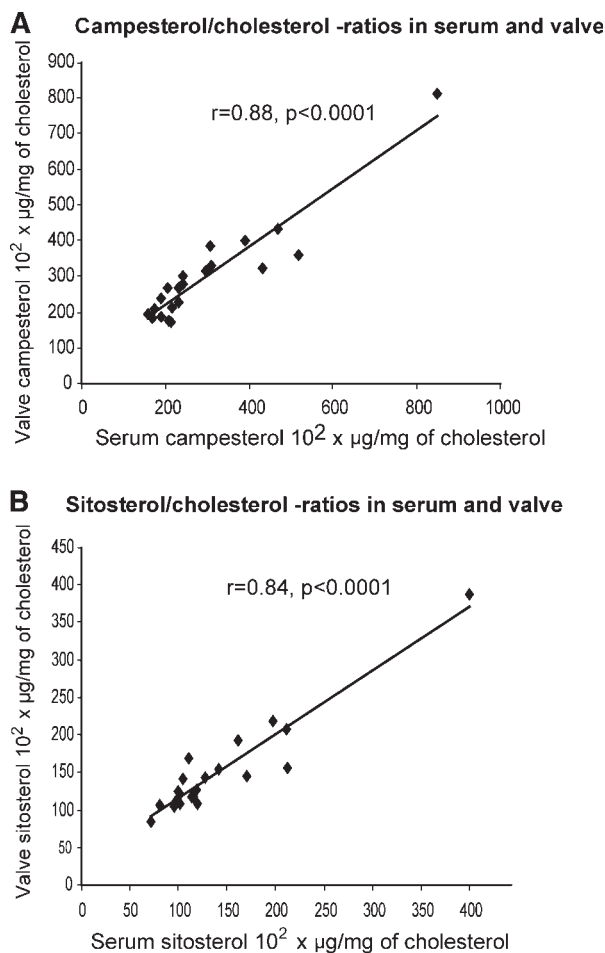 A Campesterol/cholesterol -ratios in serum and valve
Valve campesterol 10² x µg/mg of cholesterol
900
800
700
600
500
400
300
200
100
0
r=0.88, p<0.0001
0 200 400 600 800 1000
Serum campesterol 10² x µg/mg of cholesterol
B Sitosterol/cholesterol -ratios in serum and valve
Valve sitosterol 10² x µg/mg of cholesterol
450
400
350
300
250
200
150
100
50
0
r=0.84, p<0.0001
0 50 100 150 200 250 300 350 400
Serum sitosterol 10² x µg/mg of cholesterol